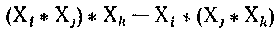 (X_i * X_j) * X_k — X_i * (X_j * X_k)